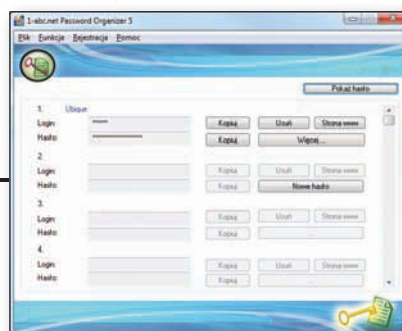 1-abc.net Password Organizer 5
Plik Funkcje Rejestracja Pomoc
Pokaż hasło
1. Ubique
Login: Kopiuj Usuń Strona www
Hasło: Kopiuj Więcej ...
2.
Login: Kopiuj Usuń Strona www
Hasło: Kopiuj Nowe hasło
3.
Login: Kopiuj Usuń Strona www
Hasło: Kopiuj ...
4.
Login: Kopiuj Usuń Strona www
Hasło: Kopiuj ...